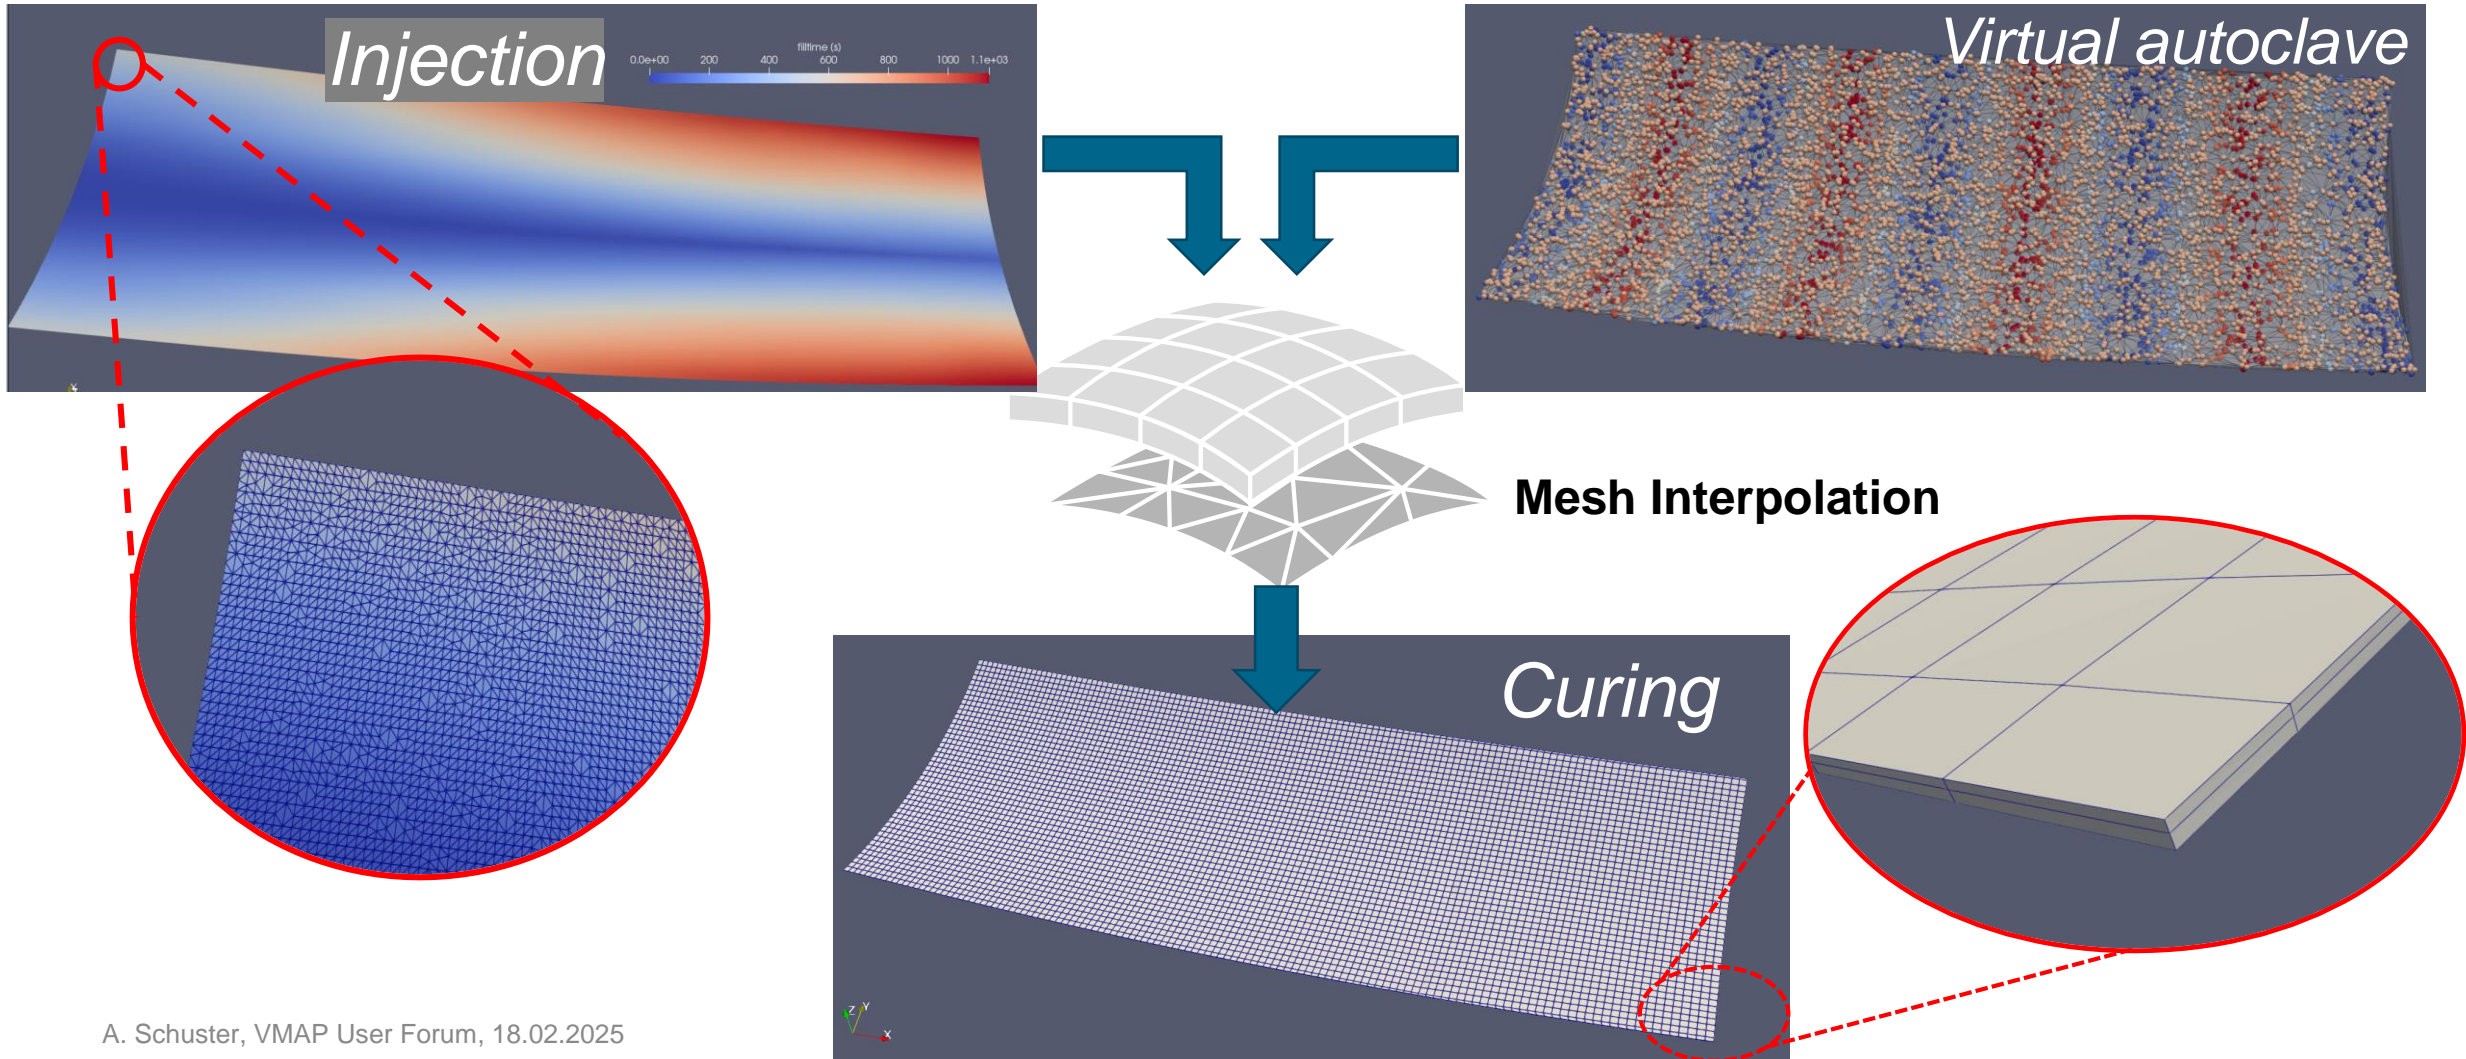 Injection
filltime (s)
0.0e+00 200 400 600 800 1000 1.1e+03
Virtual autoclave
Mesh Interpolation
Curing
Z Y X
A. Schuster, VMAP User Forum, 18.02.2025